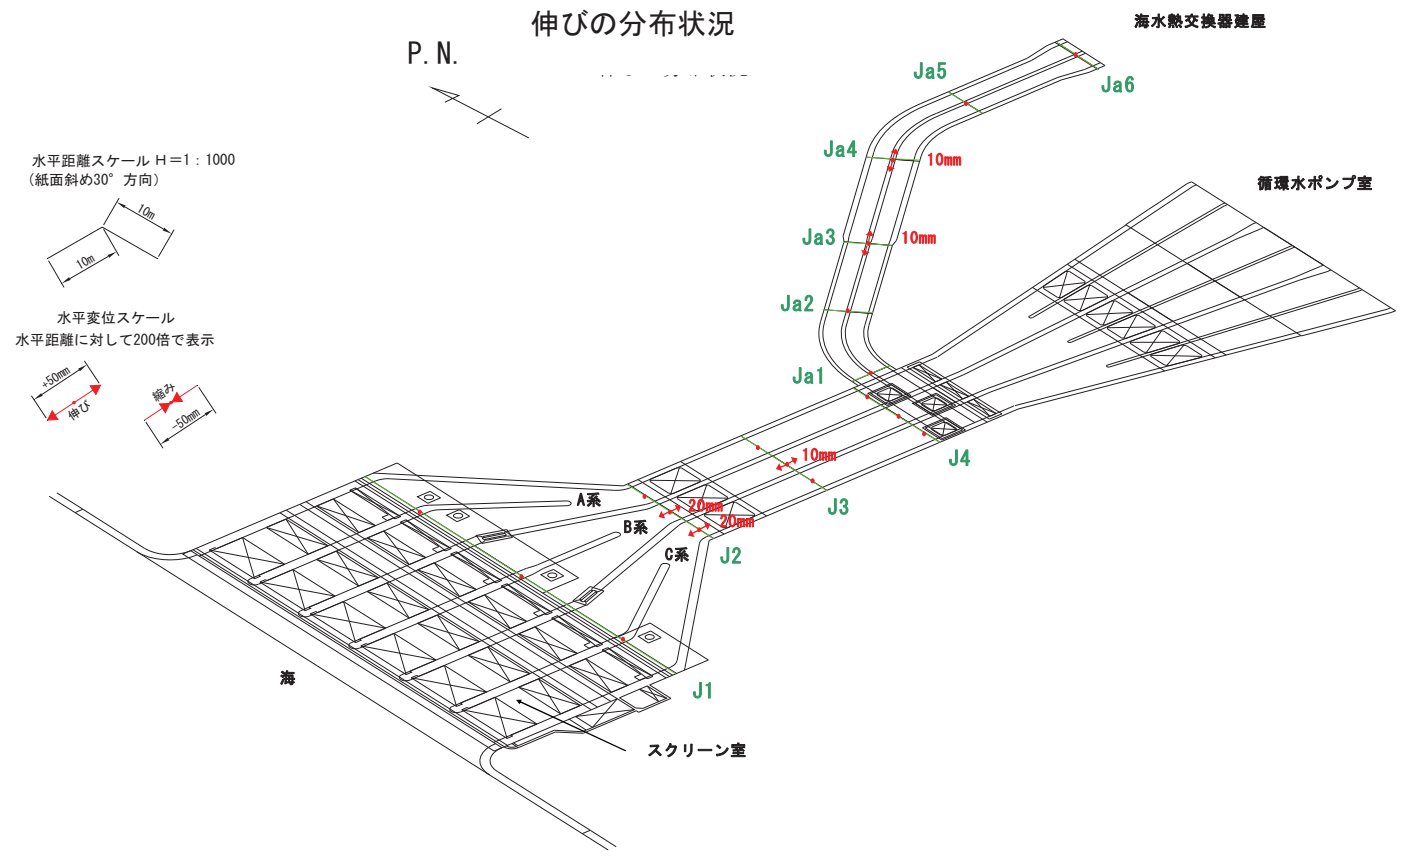 伸びの分布状況
P.N.
海水熱交換器建屋
Ja5
Ja6
Ja4
10mm
水平距離スケール H=1:1000
(紙面斜め30° 方向)
循環水ポンプ室
10m
10m
Ja3
10mm
Ja2
水平変位スケール
水平距離に対して200倍で表示
+50mm
伸び
縮み
-50mm
Ja1
J4
10mm
J3
A系
20mm
B系
20mm
C系
J2
海
J1
スクリーン室